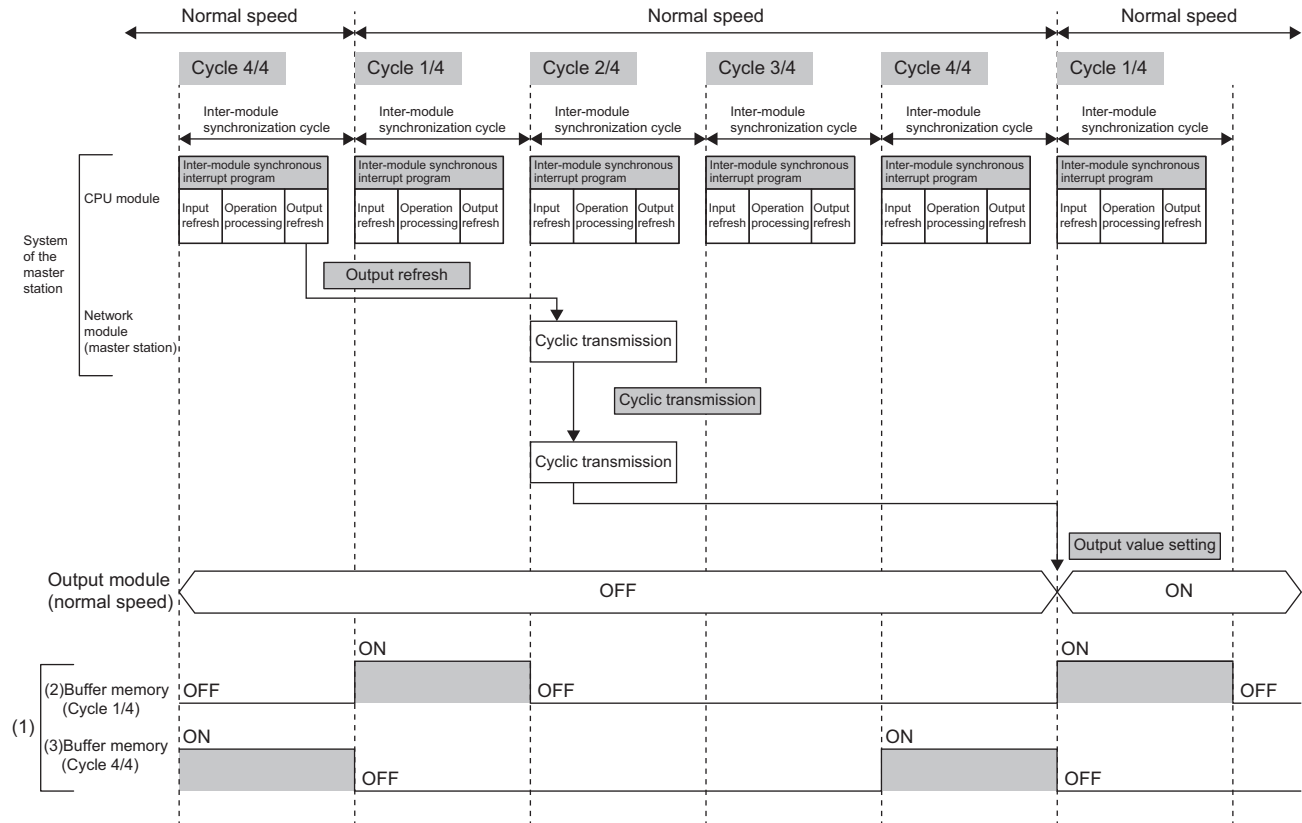 Normal speed
Normal speed
Normal speed
Cycle 4/4
Cycle 1/4
Cycle 2/4
Cycle 3/4
Cycle 4/4
Cycle 1/4
Inter-module
synchronization cycle
Inter-module
synchronization cycle
Inter-module
synchronization cycle
Inter-module
synchronization cycle
Inter-module
synchronization cycle
Inter-module
synchronization cycle
System
of the
master
station
CPU module
Inter-module synchronous
interrupt program
Input
refresh
Operation
processing
Output
refresh
Inter-module synchronous
interrupt program
Input
refresh
Operation
processing
Output
refresh
Inter-module synchronous
interrupt program
Input
refresh
Operation
processing
Output
refresh
Inter-module synchronous
interrupt program
Input
refresh
Operation
processing
Output
refresh
Inter-module synchronous
interrupt program
Input
refresh
Operation
processing
Output
refresh
Inter-module synchronous
interrupt program
Input
refresh
Operation
processing
Output
refresh
Output refresh
Network
module
(master station)
Cyclic transmission
Cyclic transmission
Cyclic transmission
Output value setting
Output module
(normal speed)
OFF
ON
(1)
(2)Buffer memory
(Cycle 1/4)
OFF
ON
OFF
ON
OFF
(3)Buffer memory
(Cycle 4/4)
ON
OFF
ON
OFF